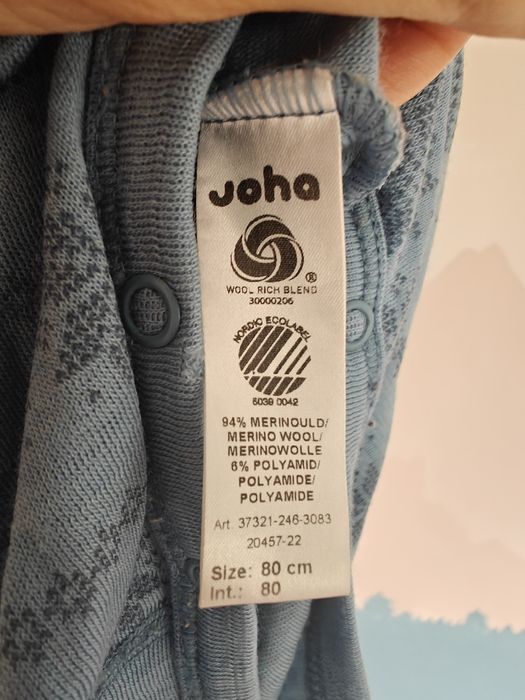 Joha
®
WOOL RICH BLEND
30000206
NORDIC ECOLABEL
5039 0042
94% MERINOULD/
MERINO WOOL/
MERINOWOLLE
6% POLYAMID/
POLYAMIDE/
POLYAMIDE
Art. 37321-246-3083
20457-22
Size: 80 cm
Int.: 80